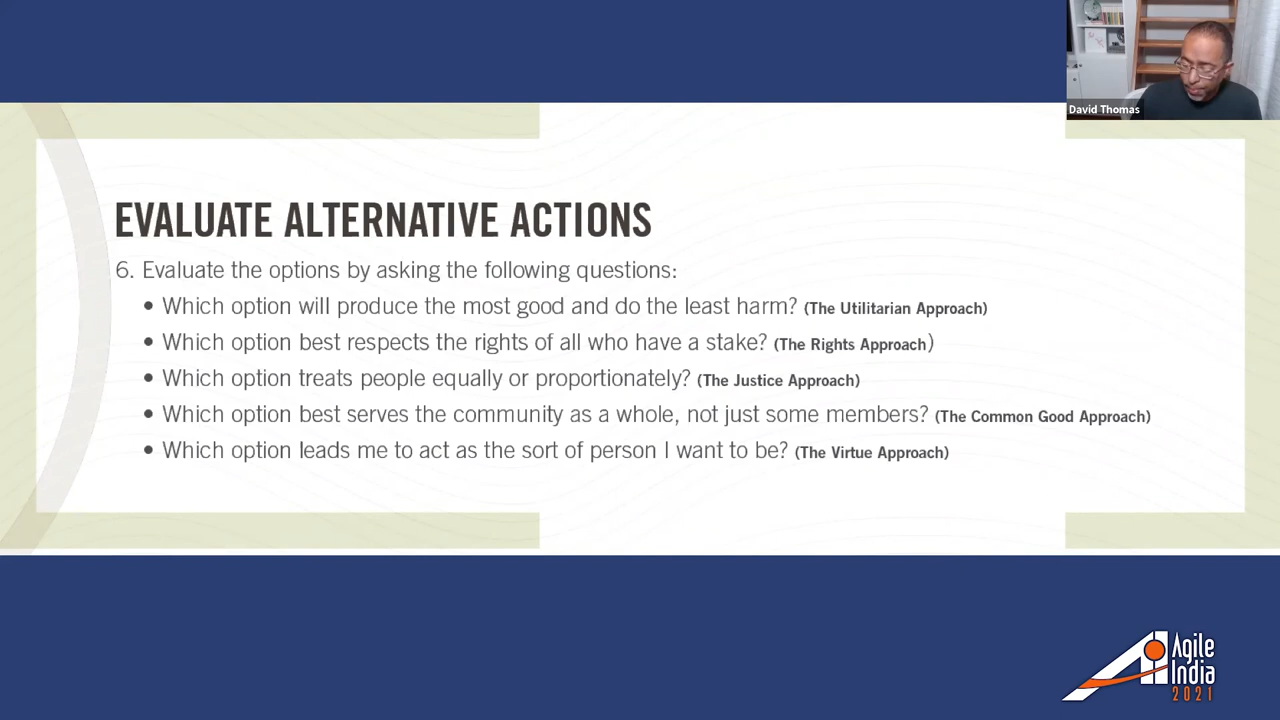 David Thomas
EVALUATE ALTERNATIVE ACTIONS
6. Evaluate the options by asking the following questions:
• Which option will produce the most good and do the least harm? (The Utilitarian Approach)
• Which option best respects the rights of all who have a stake? (The Rights Approach)
• Which option treats people equally or proportionately? (The Justice Approach)
• Which option best serves the community as a whole, not just some members? (The Common Good Approach)
• Which option leads me to act as the sort of person I want to be? (The Virtue Approach)
Agile
India
2021